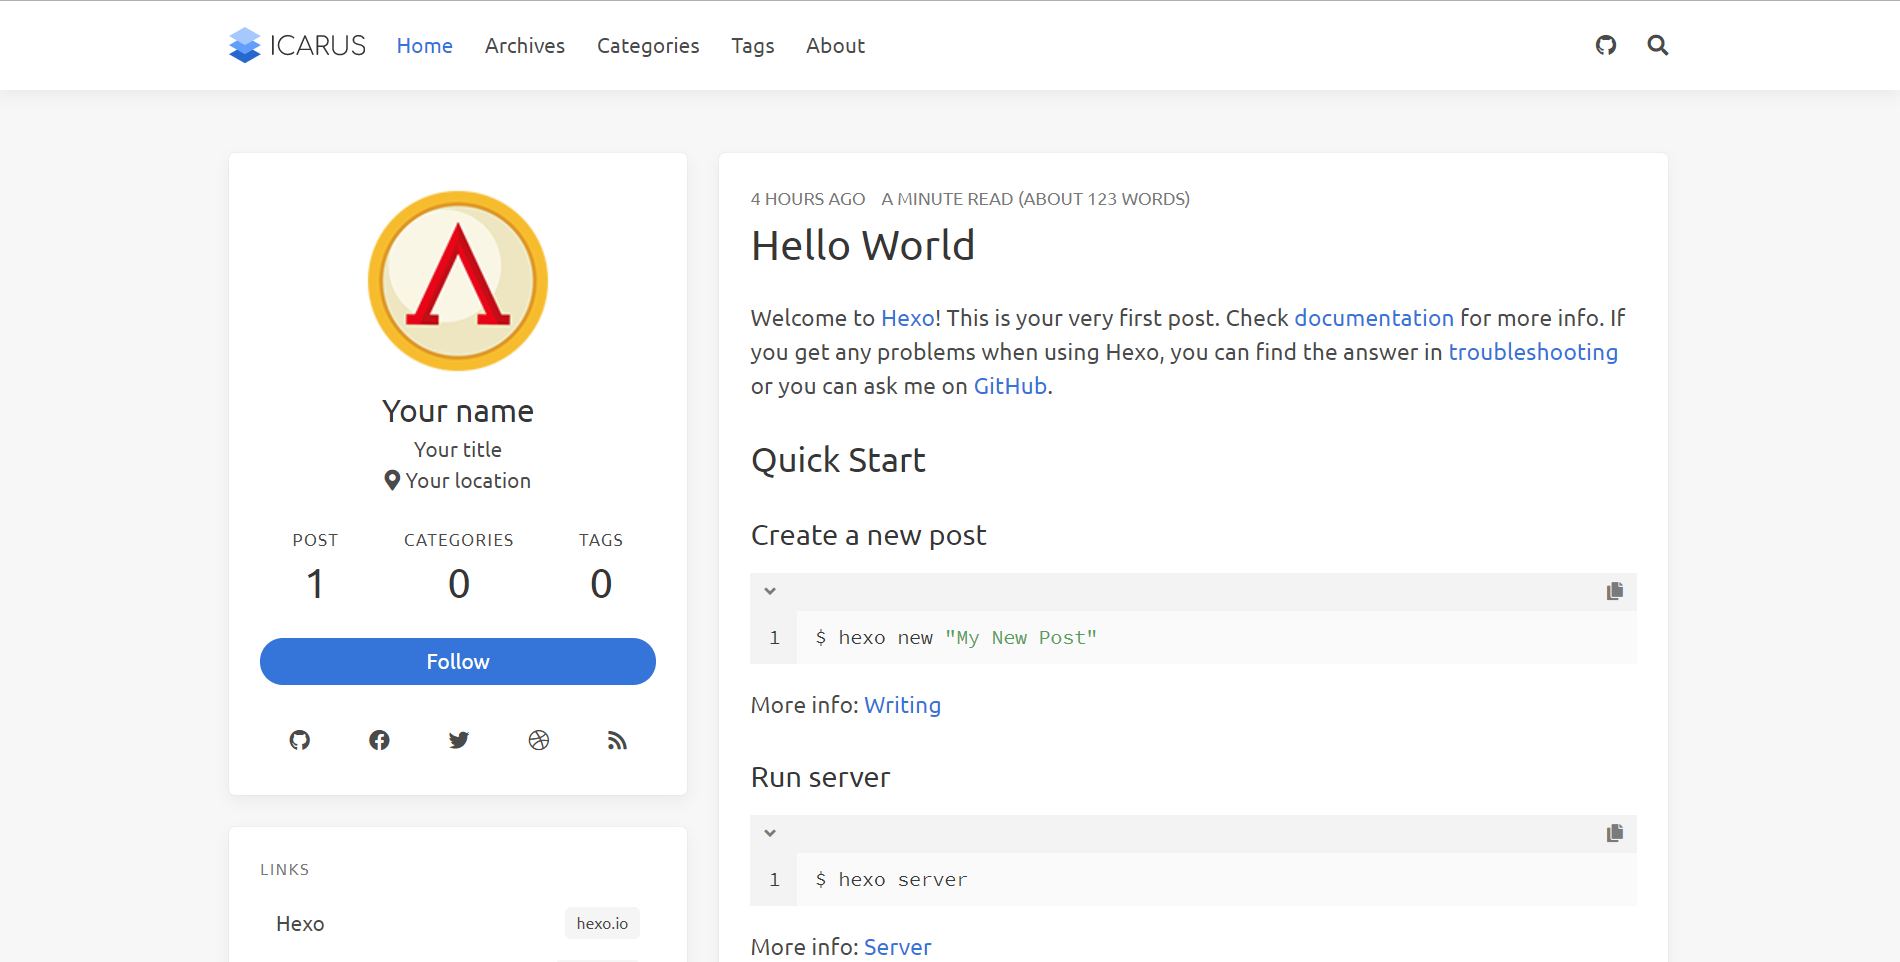 ICARUS Home Archives Categories Tags About
Your name
Your title
Your location
POST CATEGORIES TAGS
1 0 0
Follow
LINKS
Hexo hexo.io
4 HOURS AGO A MINUTE READ (ABOUT 123 WORDS)
Hello World
Welcome to Hexo! This is your very first post. Check documentation for more info. If
you get any problems when using Hexo, you can find the answer in troubleshooting
or you can ask me on GitHub.
Quick Start
Create a new post
1 $ hexo new "My New Post"
More info: Writing
Run server
1 $ hexo server
More info: Server